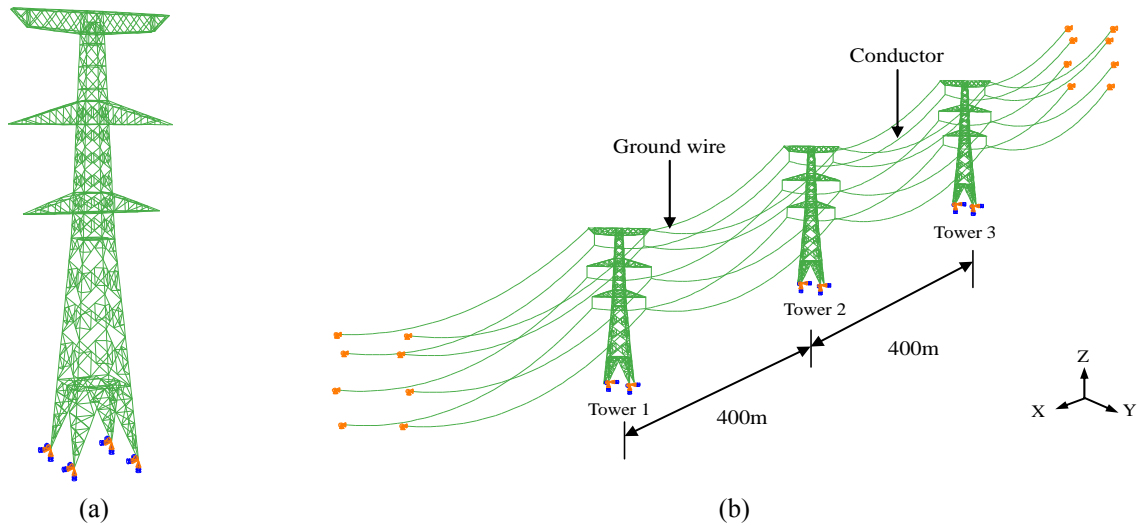 Conductor
Ground wire
Tower 3
Tower 2
400m
Tower 1
400m
Z
X
Y
(a)
(b)